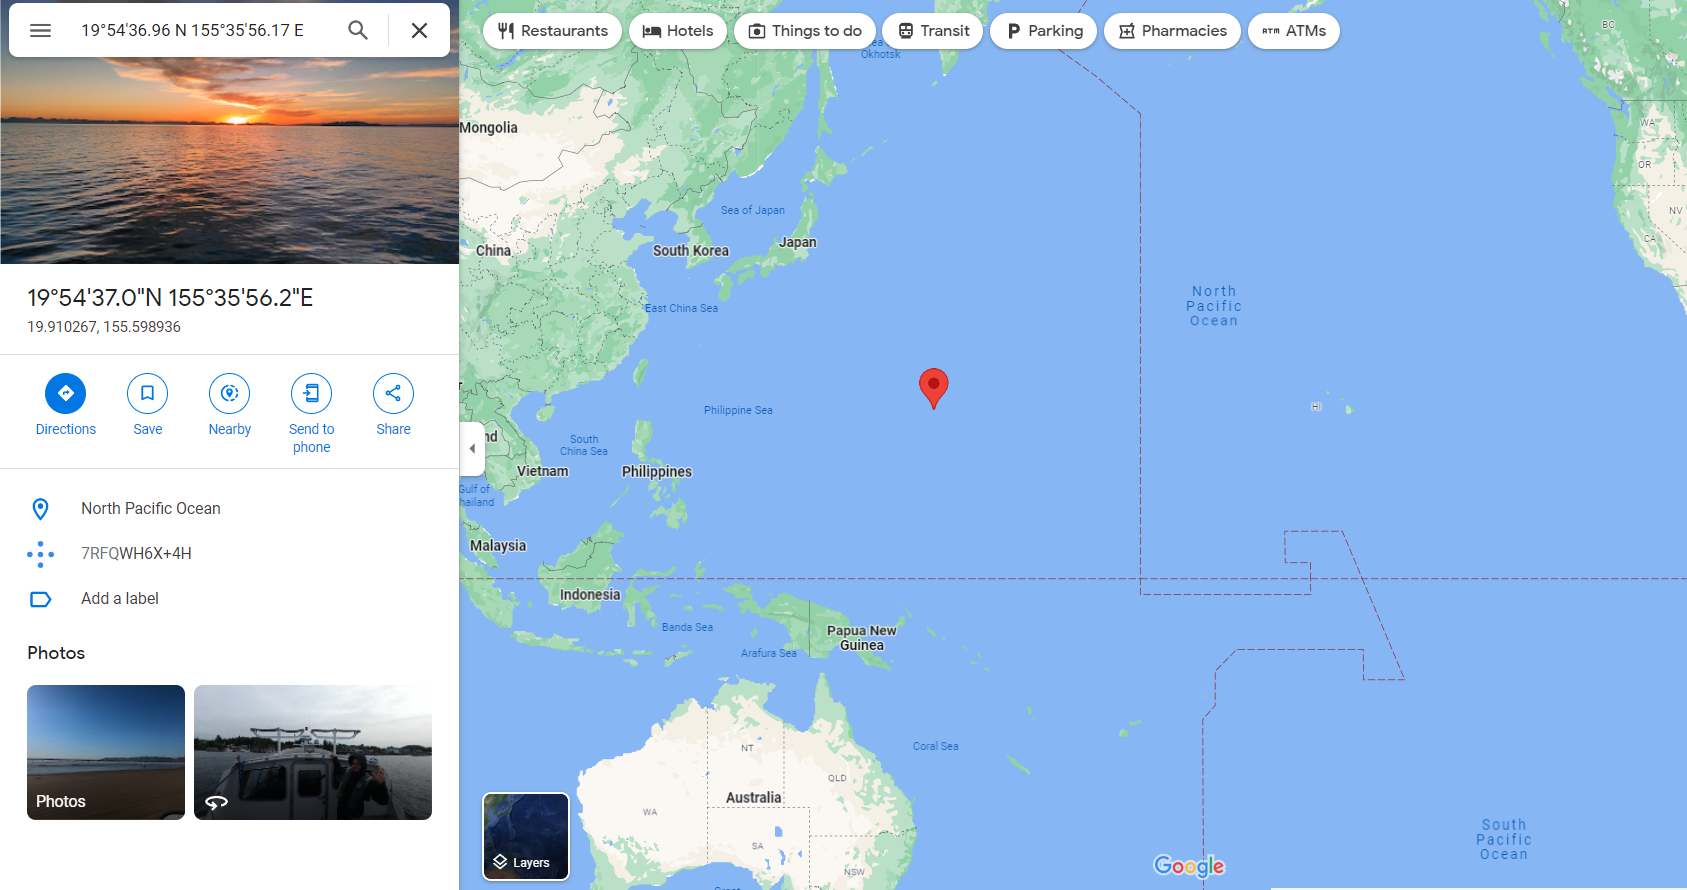 19°54'36.96 N 155°35'56.17 E
Restaurants
Hotels
Things to do
Transit
Parking
Pharmacies
ATM ATMs
19°54'37.0"N 155°35'56.2"E
19.910267, 155.598936
Directions
Save
Nearby
Send to
phone
Share
North Pacific Ocean
7RFQWH6X+4H
Add a label
Photos
Photos
Okhotsk
BC
Mongolia
WA
OR
Sea of Japan
NV
China
South Korea
Japan
CA
North
Pacific
Ocean
East China Sea
Philippine Sea
HI
South
China Sea
Vietnam
Philippines
Gulf of
Malaysia
Indonesia
Banda Sea
Papua New
Guinea
Arafura Sea
Coral Sea
NT
QLD
Australia
WA
SA
NSW
South
Pacific
Ocean
Layers
Google